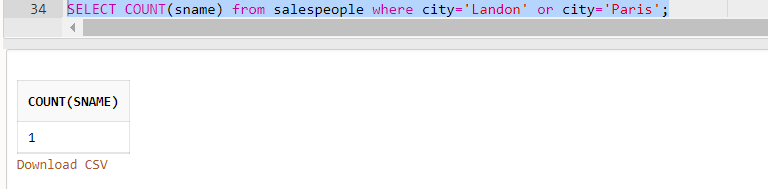 34 SELECT COUNT(sname) from salespeople where city='Landon' or city='Paris';
COUNT(SNAME)
1
Download CSV